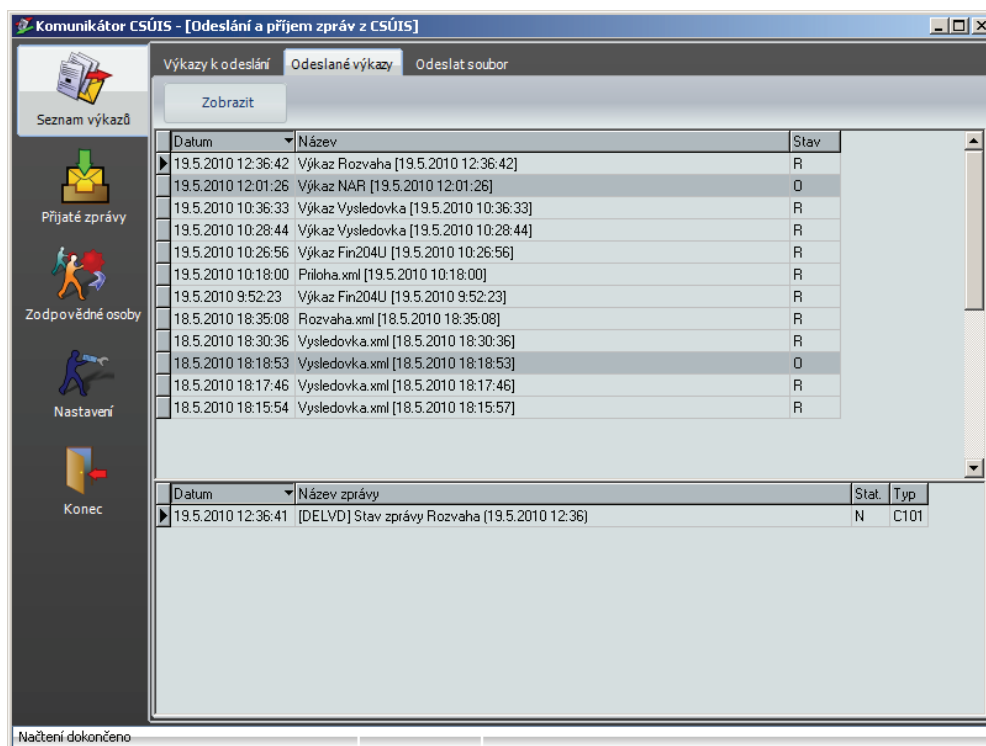 Komunikátor CSÚIS - [Odeslání a příjem zpráv z CSÚIS]
Seznam výkazů
Přijaté zprávy
Zodpovědné osoby
Nastavení
Konec
Výkazy k odeslání Odeslané výkazy Odeslat soubor
Zobrazit
Datum Název Stav
19.5.2010 12:36:42 Výkaz Rozvaha [19.5.2010 12:36:42] R
19.5.2010 12:01:26 Výkaz NAR [19.5.2010 12:01:26] O
19.5.2010 10:36:33 Výkaz Vysledovka [19.5.2010 10:36:33] R
19.5.2010 10:28:44 Výkaz Vysledovka [19.5.2010 10:28:44] R
19.5.2010 10:26:56 Výkaz Fin204U [19.5.2010 10:26:56] R
19.5.2010 10:18:00 Priloha.xml [19.5.2010 10:18:00] R
19.5.2010 9:52:23 Výkaz Fin204U [19.5.2010 9:52:23] R
18.5.2010 18:35:08 Rozvaha.xml [18.5.2010 18:35:08] R
18.5.2010 18:30:36 Vysledovka.xml [18.5.2010 18:30:36] R
18.5.2010 18:18:53 Vysledovka.xml [18.5.2010 18:18:53] O
18.5.2010 18:17:46 Vysledovka.xml [18.5.2010 18:17:46] R
18.5.2010 18:15:54 Vysledovka.xml [18.5.2010 18:15:57] R
Datum Název zprávy Stat. Typ
19.5.2010 12:36:41 [DELVD] Stav zprávy Rozvaha (19.5.2010 12:36) N C101
Načtení dokončeno